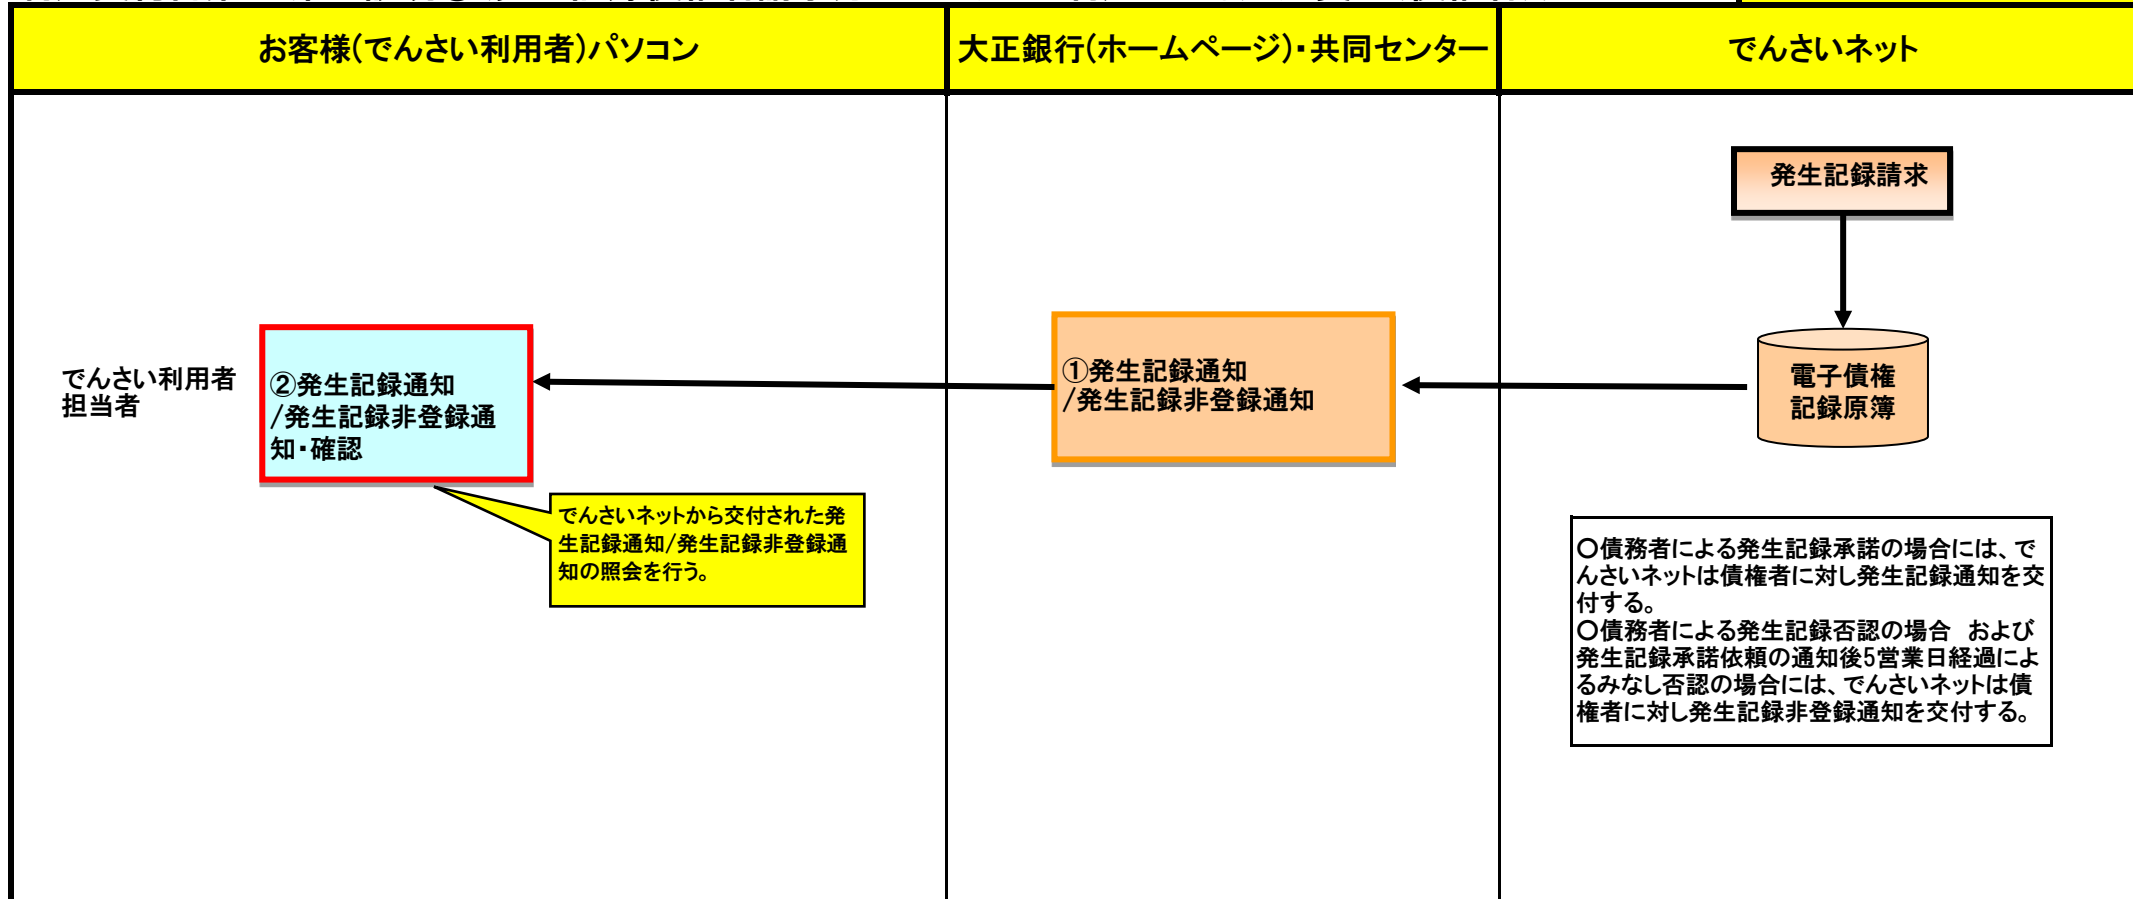 お客様(でんさい利用者)パソコン
大正銀行(ホームページ)・共同センター
でんさいネット
発生記録請求
でんさい利用者
担当者
②発生記録通知
/発生記録非登録通
知・確認
①発生記録通知
/発生記録非登録通知
電子債権
記録原簿
でんさいネットから交付された発
生記録通知/発生記録非登録通
知の照会を行う。
○債務者による発生記録承諾の場合には、で
んさいネットは債権者に対し発生記録通知を交
付する。
○債務者による発生記録否認の場合　および
発生記録承諾依頼の通知後5営業日経過によ
るみなし否認の場合には、でんさいネットは債
権者に対し発生記録非登録通知を交付する。